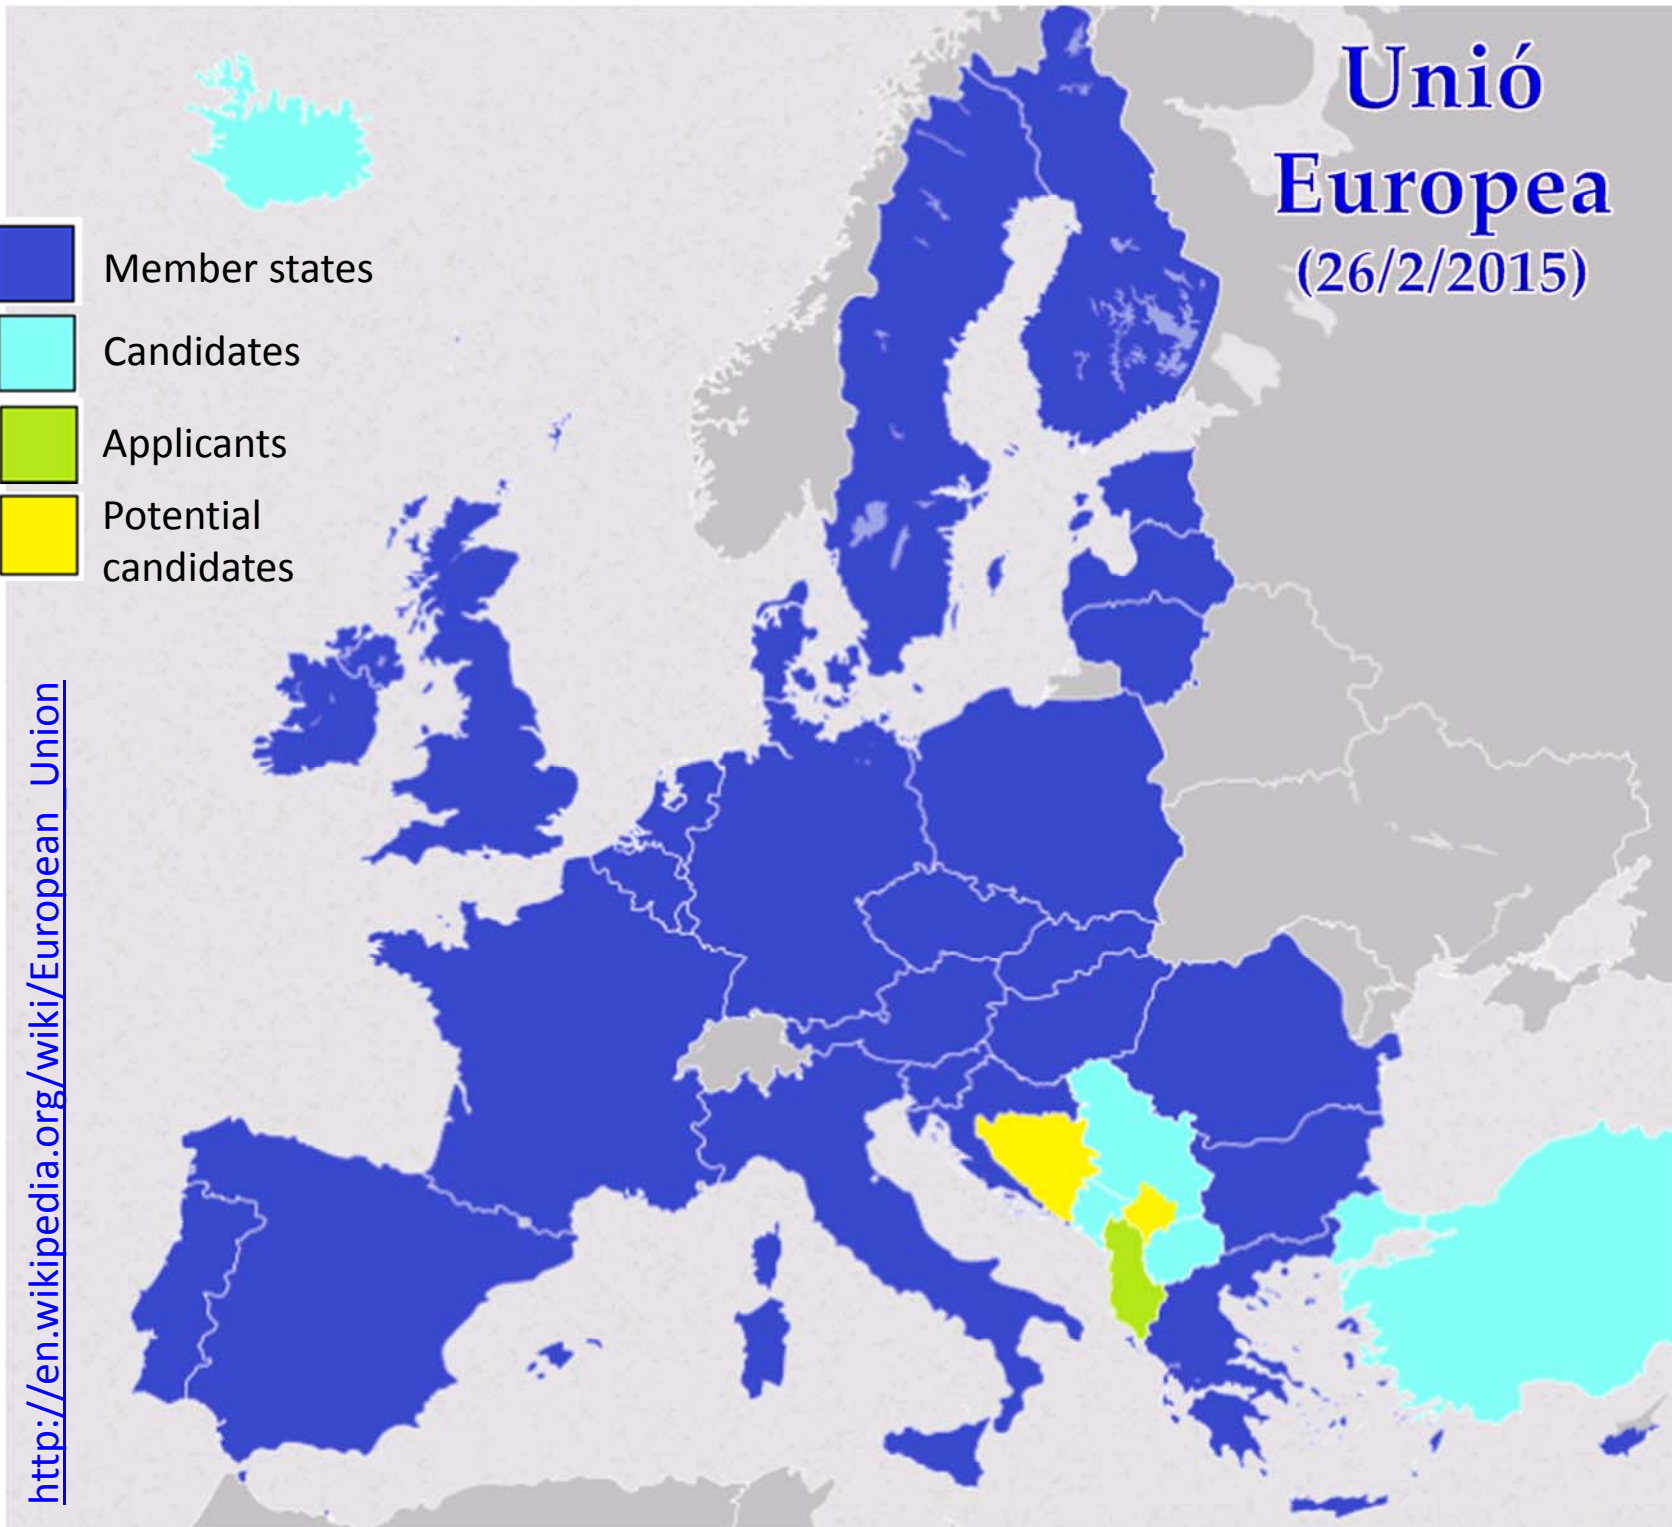 Unió
Europea
(26/2/2015)
Member states
Candidates
Applicants
Potential
candidates
http://en.wikipedia.org/wiki/European_Union